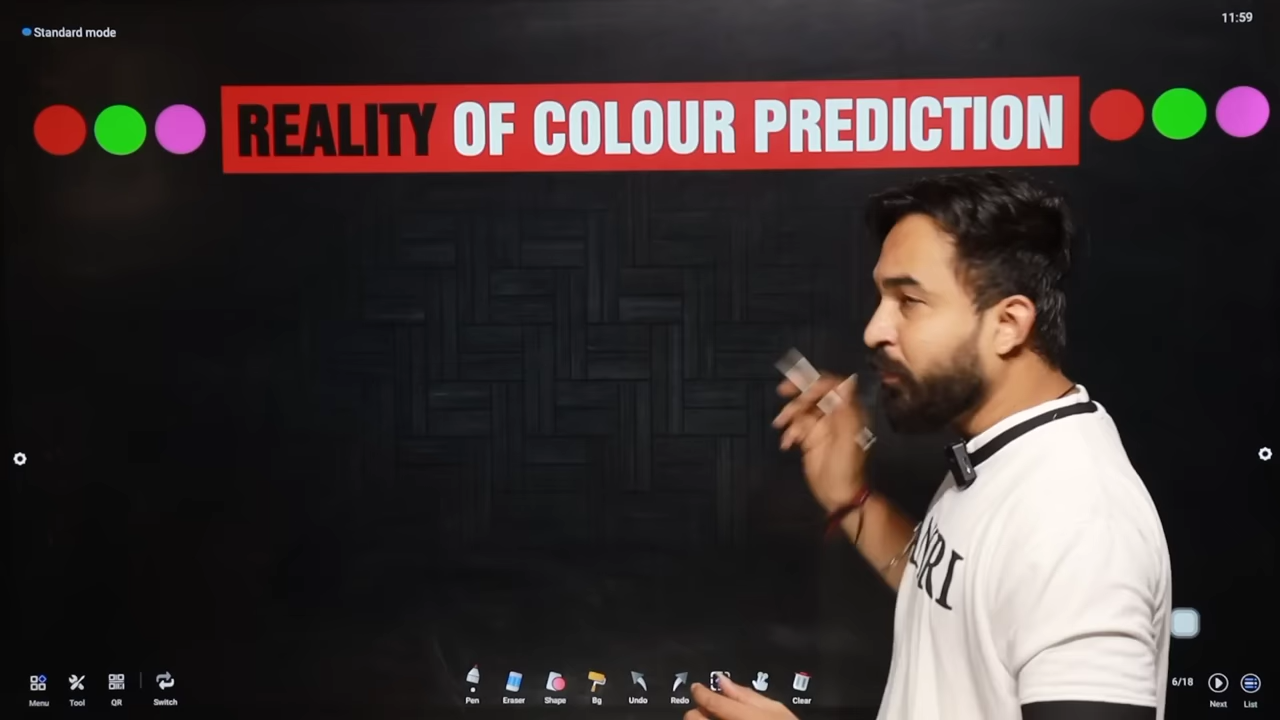 11:59
Standard mode
REALITY OF COLOUR PREDICTION
6/18
Menu
Tool
QR
Switch
Pen
Eraser
Shape
Bg
Undo
Redo
Clear
Next
List